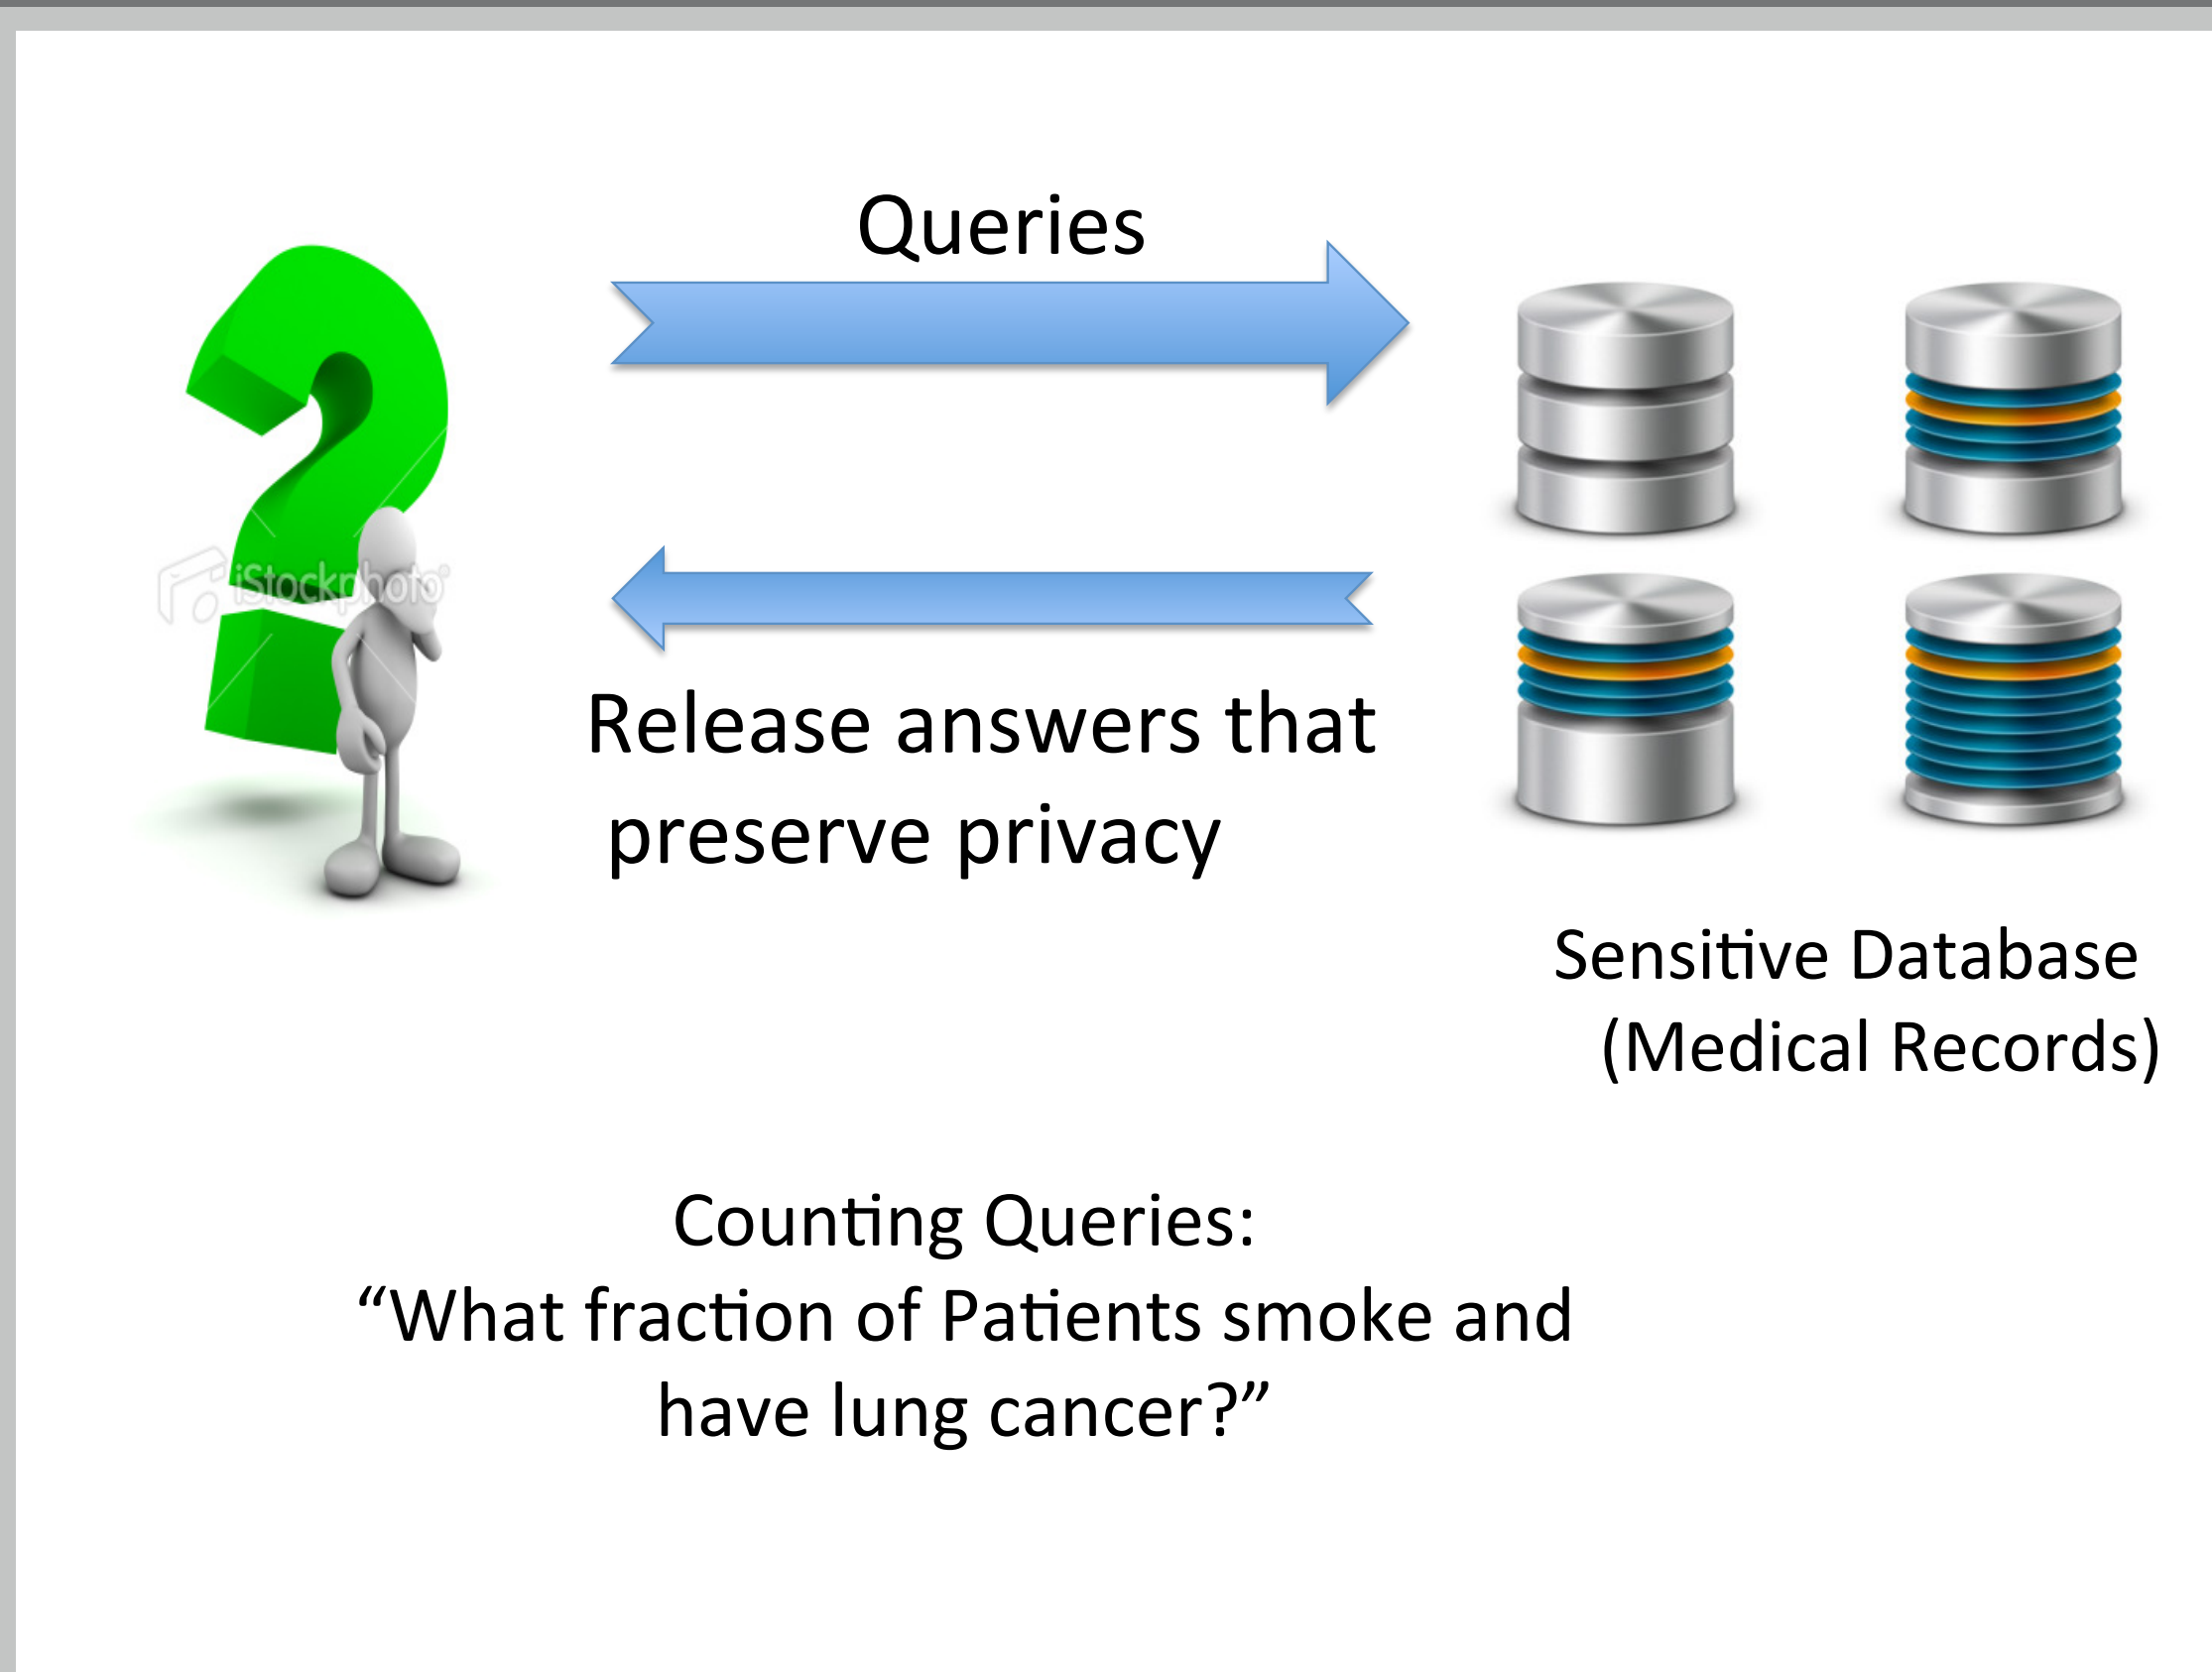 Queries
iStockphoto
Release answers that
preserve privacy
Sensitive Database
(Medical Records)
Counting Queries:
“What fraction of Patients smoke and
have lung cancer?”